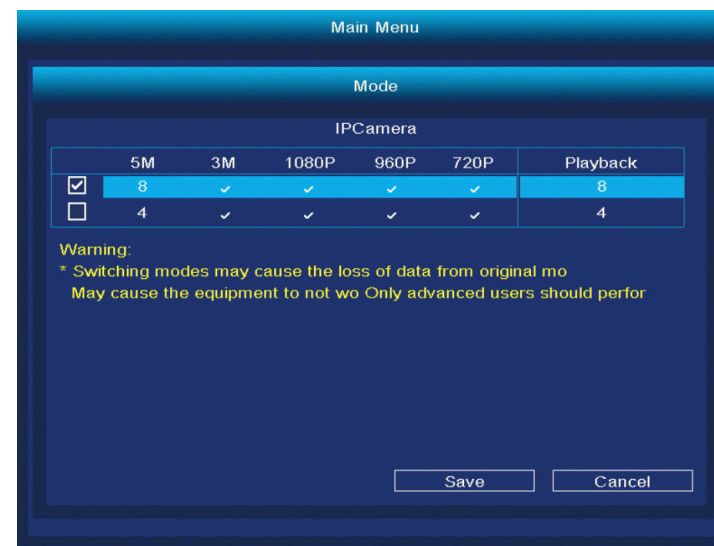 Main Menu
Mode
IPCamera
5M 3M 1080P 960P 720P Playback
8 ✓ ✓ ✓ ✓ 8
4 ✓ ✓ ✓ ✓ 4
Warning:
* Switching modes may cause the loss of data from original mo
May cause the equipment to not wo Only advanced users should perfor
Save Cancel